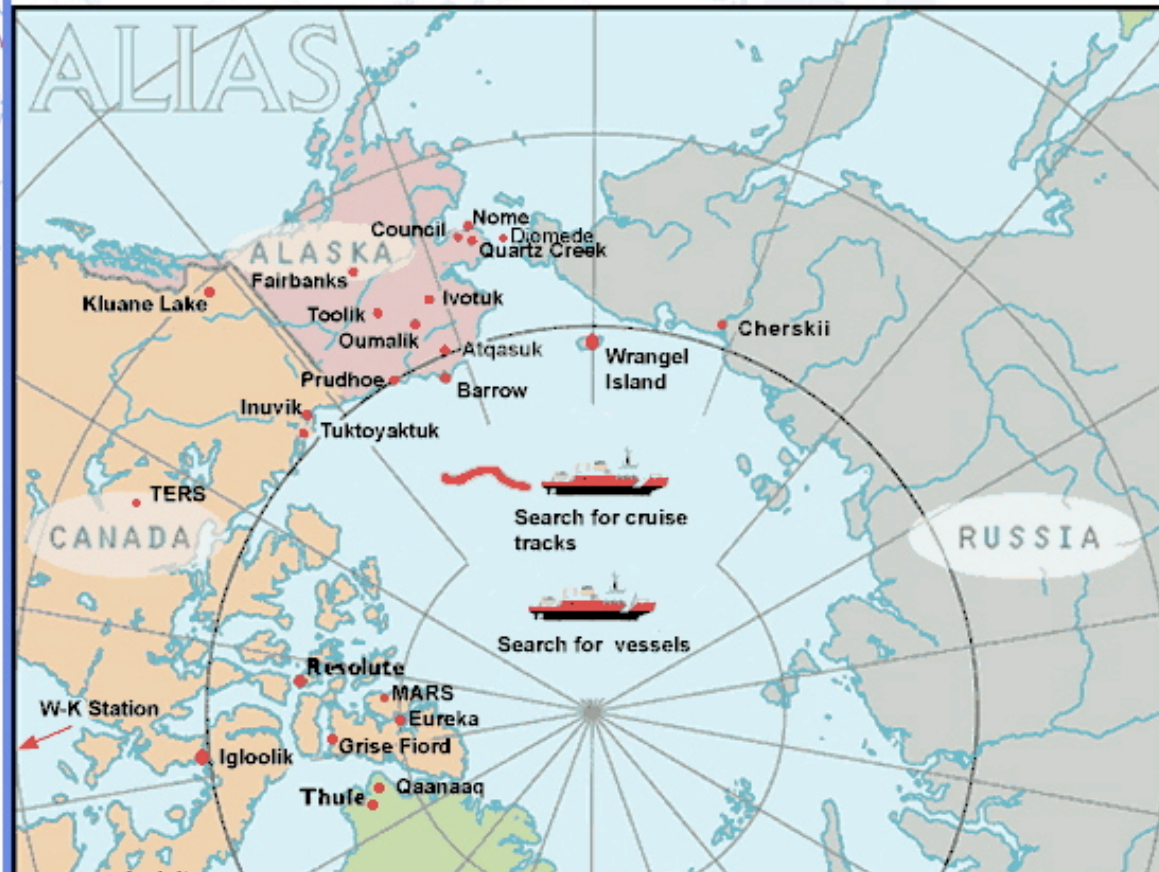 ALIAS
Nome
Council
Diomede
Quartz Creek
ALASKA
Fairbanks
Kluane Lake
Ivotuk
Toolik
Oumalik
Cherskii
Atqasuk
Wrangel
Island
Prudhoe
Barrow
Inuvik
Tuktoyaktuk
TERS
Search for cruise
tracks
CANADA
RUSSIA
Search for vessels
Resolute
MARS
W-K Station
Eureka
Grise Fiord
Igloolik
Qaanaaq
Thule